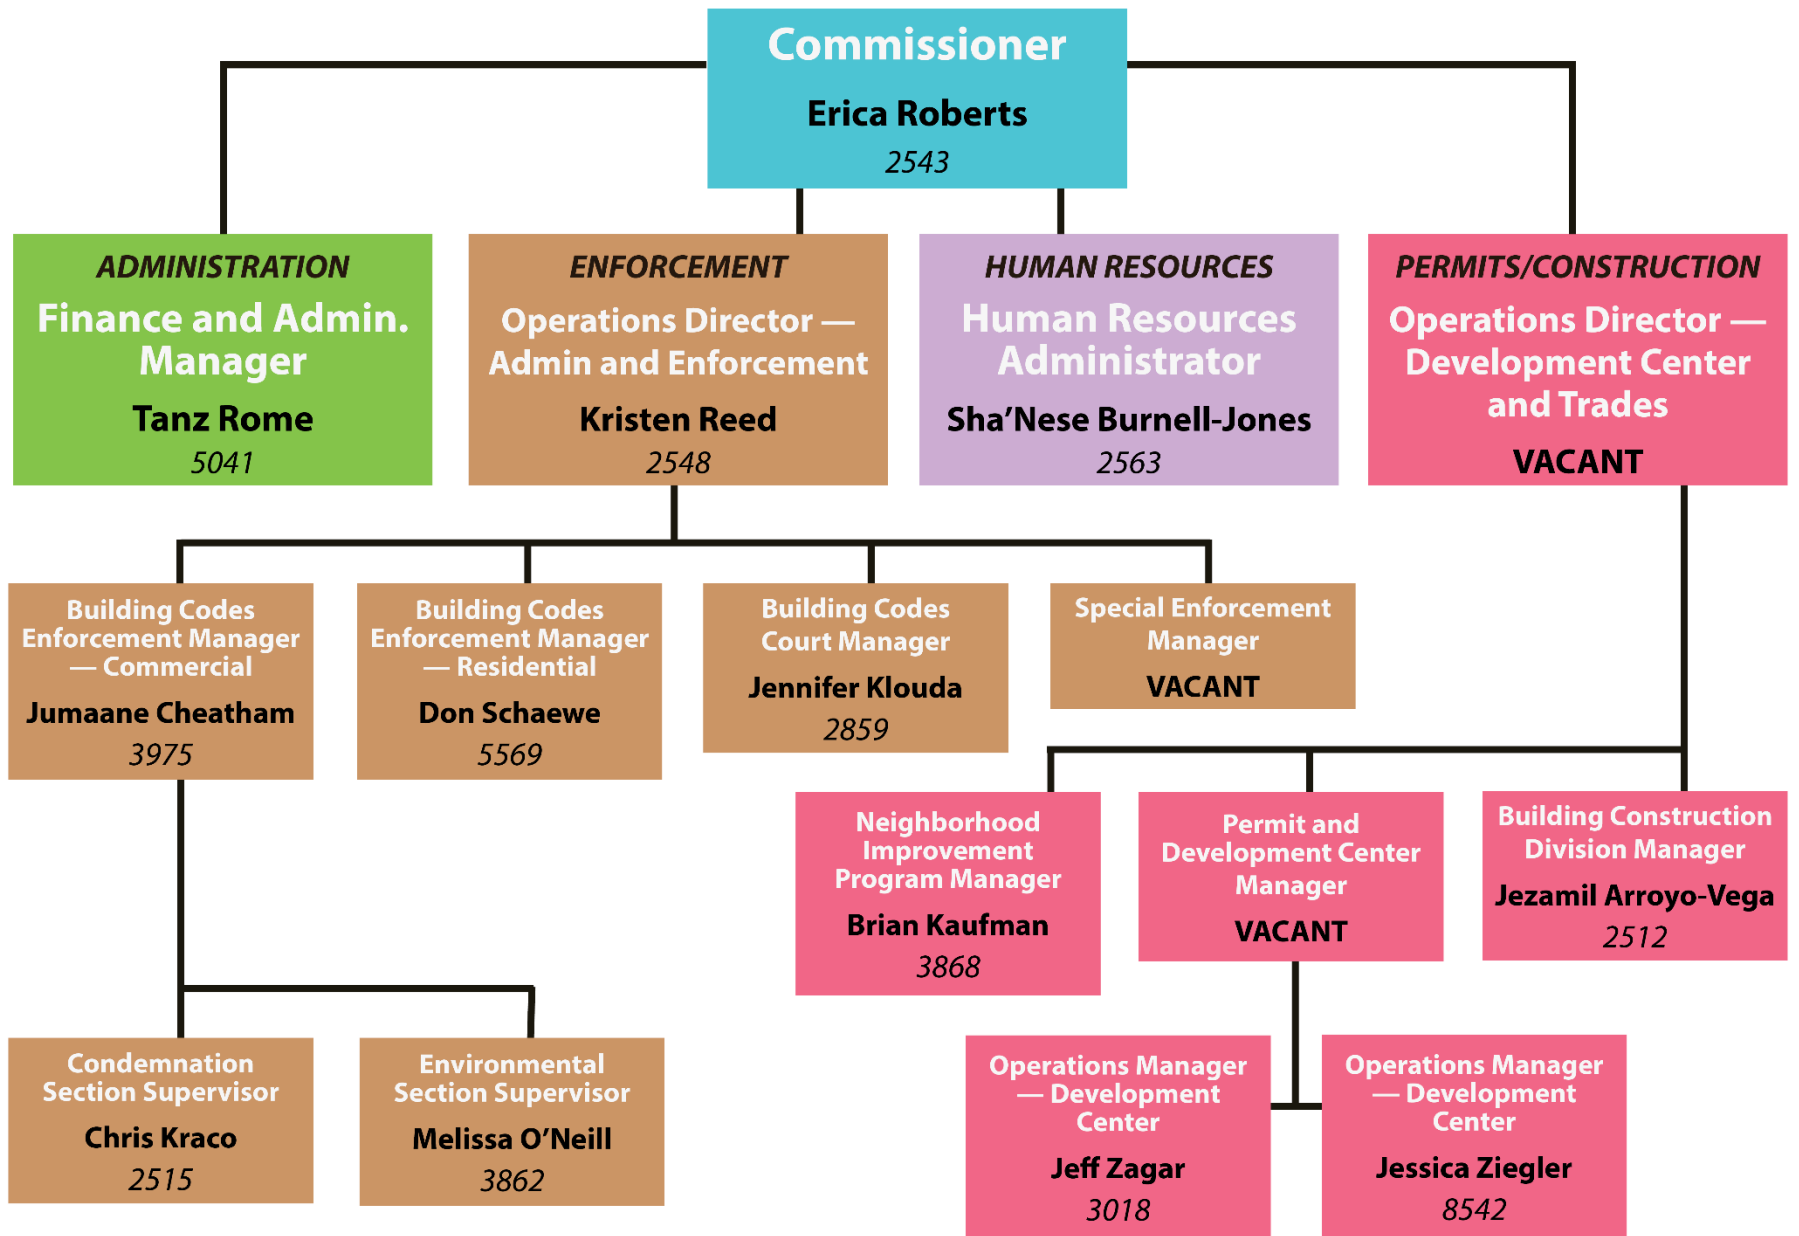 Commissioner
Erica Roberts
2543
ADMINISTRATION
Finance and Admin.
Manager
Tanz Rome
5041
ENFORCEMENT
Operations Director —
Admin and Enforcement
Kristen Reed
2548
HUMAN RESOURCES
Human Resources
Administrator
Sha’Nese Burnell-Jones
2563
PERMITS/CONSTRUCTION
Operations Director —
Development Center
and Trades
VACANT
Building Codes
Enforcement Manager
— Commercial
Jumaane Cheatham
3975
Building Codes
Enforcement Manager
— Residential
Don Schaewe
5569
Building Codes
Court Manager
Jennifer Klouda
2859
Special Enforcement
Manager
VACANT
Neighborhood
Improvement
Program Manager
Brian Kaufman
3868
Permit and
Development Center
Manager
VACANT
Building Construction
Division Manager
Jezamil Arroyo-Vega
2512
Condemnation
Section Supervisor
Chris Kraco
2515
Environmental
Section Supervisor
Melissa O’Neill
3862
Operations Manager
— Development
Center
Jeff Zagar
3018
Operations Manager
— Development
Center
Jessica Ziegler
8542